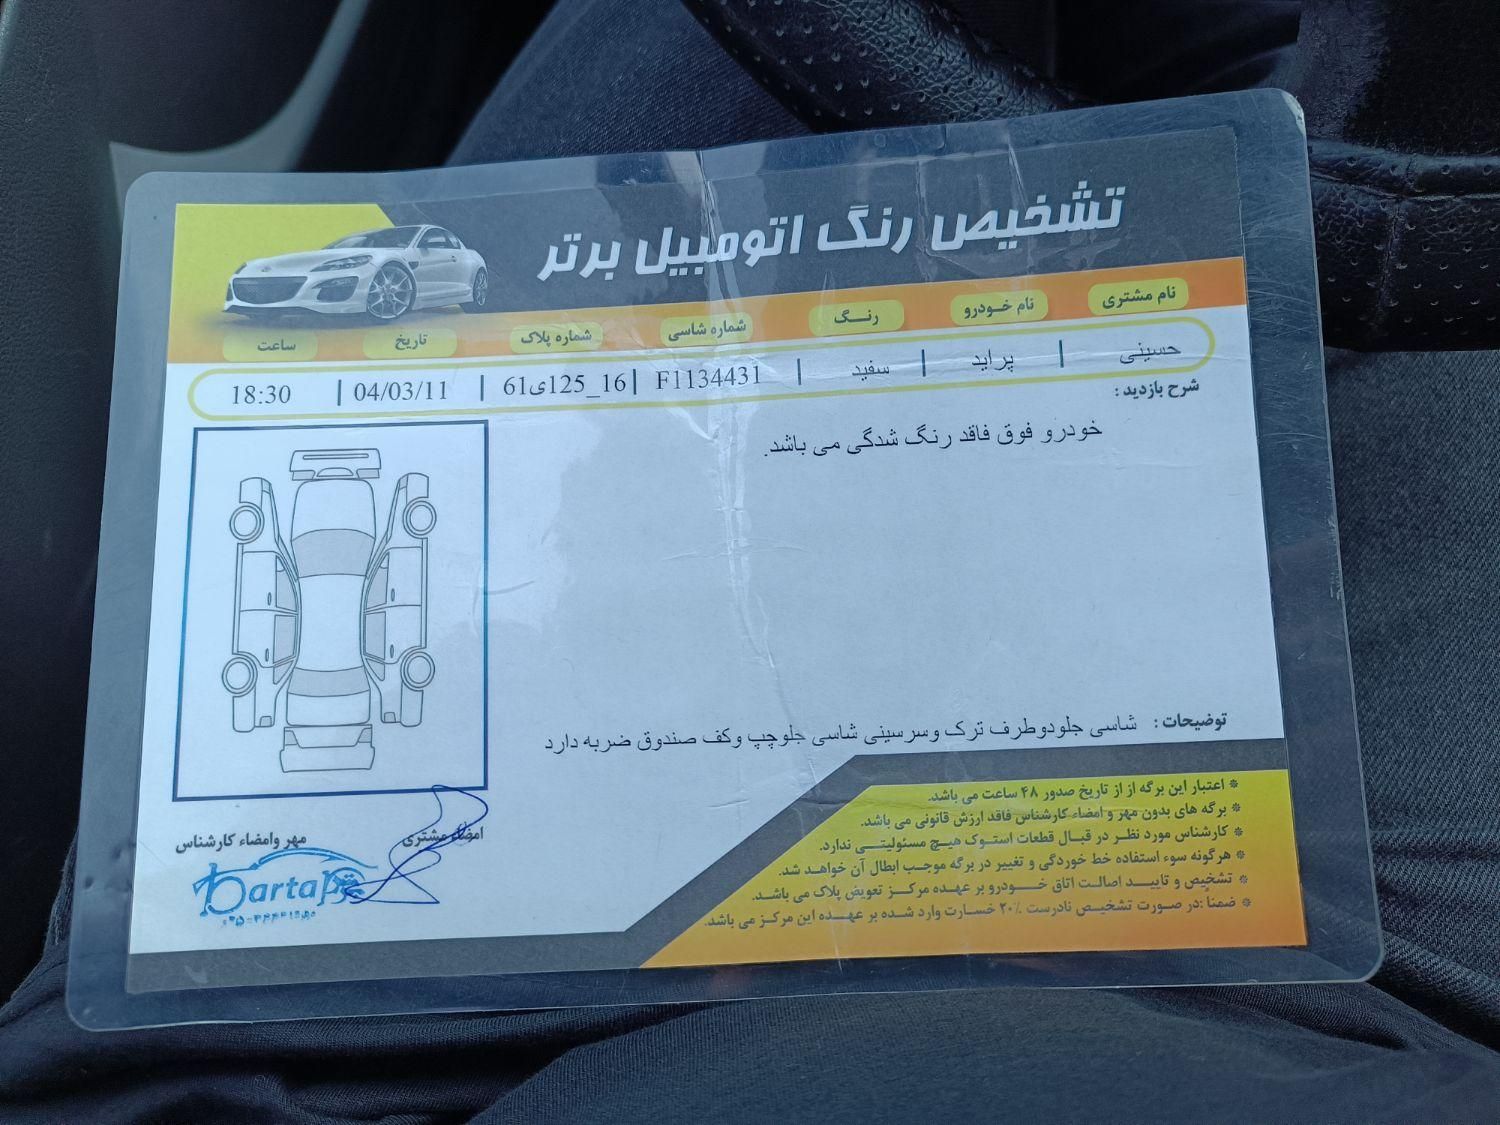 تشخیص رنگ اتومبیل برتر
نام مشتری نام خودرو رنگ شماره شاسی شماره پلاک تاریخ ساعت
حسینی | پراید | سفید | F1134431 | 61ی125_16 | 04/03/11 | 18:30
شرح بازدید :
خودرو فوق فاقد رنگ شدگی می باشد.
توضیحات : شاسی جلودوطرف ترک وسرسینی شاسی جلوچپ وکف صندوق ضربه دارد
* اعتبار این برگه از از تاریخ صدور ۴۸ ساعت می باشد.
* برگه های بدون مهر و امضاء کارشناس فاقد ارزش قانونی می باشد.
* کارشناس مورد نظر در قبال قطعات استوک هیچ مسئولیتی ندارد.
* هرگونه سوء استفاده خط خوردگی و تغییر در برگه موجب ابطال آن خواهد شد.
* تشخیص و تایید اصالت اتاق خودرو بر عهده مرکز تعویض پلاک می باشد.
* ضمناً :در صورت تشخیص نادرست ۲۰٪ خسارت وارد شده بر عهده این مرکز می باشد.
امضاء مشتری
مهر وامضاء کارشناس